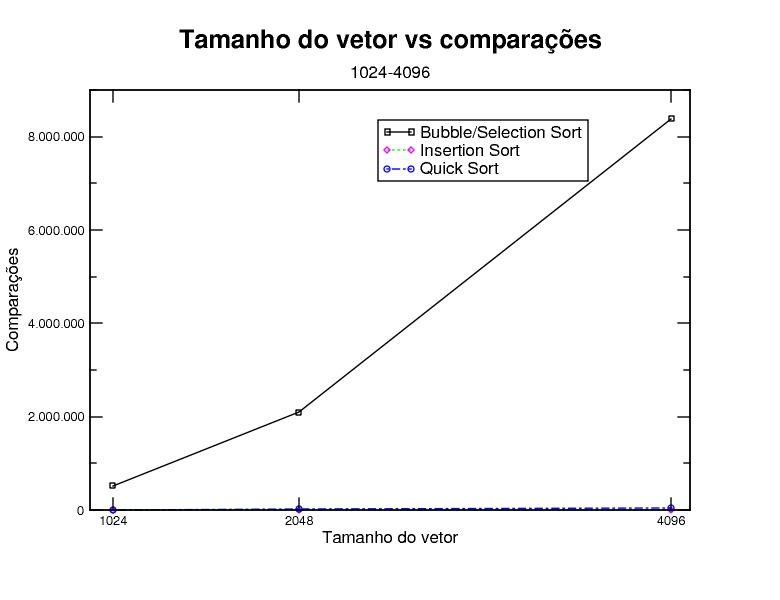 Tamanho do vetor vs comparações
1024-4096
Bubble/Selection Sort
Insertion Sort
Quick Sort
8.000.000
6.000.000
4.000.000
2.000.000
0
Comparações
1024
2048
4096
Tamanho do vetor